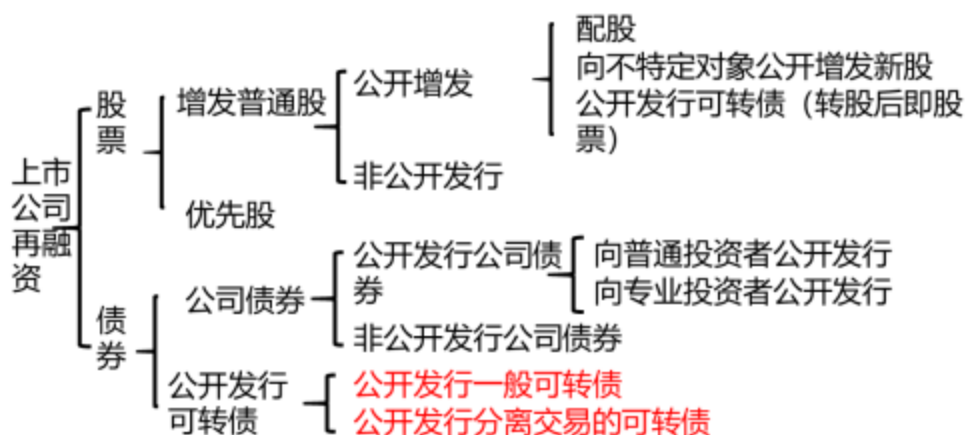 上市
公司
再融
资
股
票
增发普通股
公开增发
配股
向不特定对象公开增发新股
公开发行可转债（转股后即股
票）
非公开发行
优先股
债
券
公司债券
公开发行公司债
券
向普通投资者公开发行
向专业投资者公开发行
非公开发行公司债券
公开发行
可转债
公开发行一般可转债
公开发行分离交易的可转债